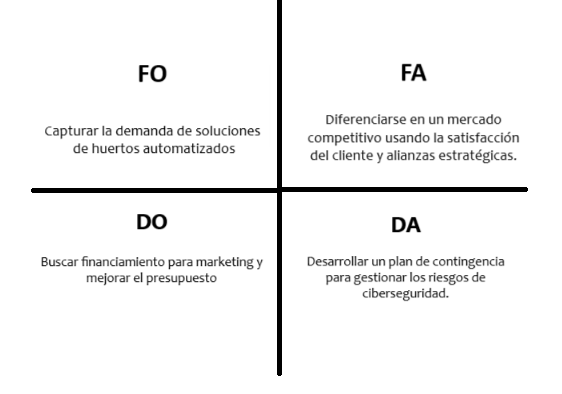 FO
Capturar la demanda de soluciones
de huertos automatizados
FA
Diferenciarse en un mercado
competitivo usando la satisfacción
del cliente y alianzas estratégicas.
DO
Buscar financiamiento para marketing y
mejorar el presupuesto
DA
Desarrollar un plan de contingencia
para gestionar los riesgos de
ciberseguridad.